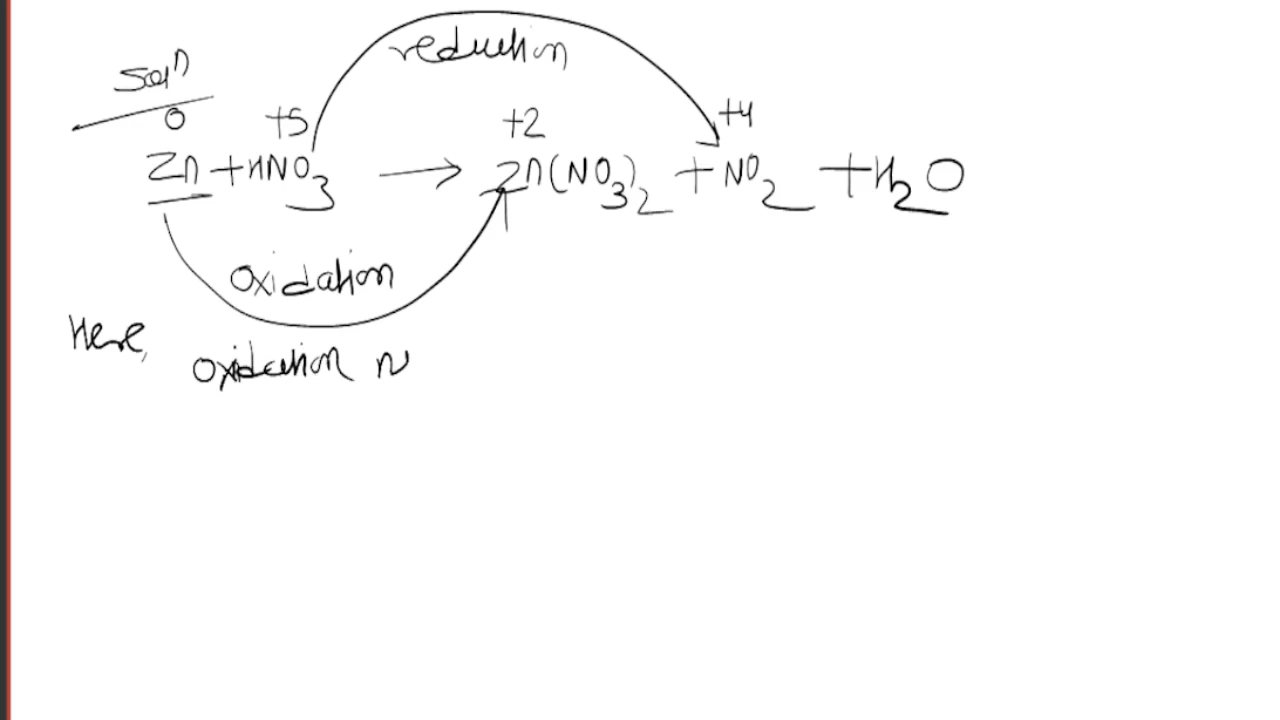 reduction
Solⁿ
0 +5 +2 +4
Zn + HNO₃ → Zn(NO₃)₂ + NO₂ + H₂O
oxidation
Here,
oxidation n